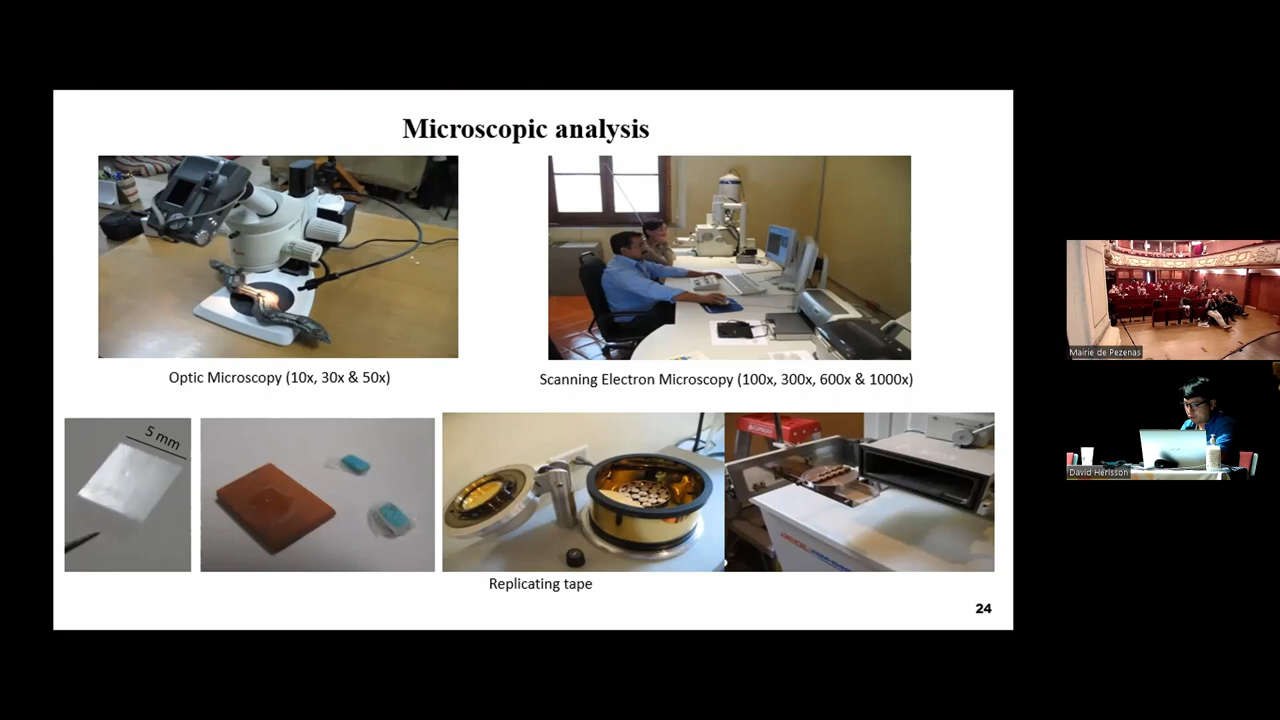 Microscopic analysis
Optic Microscopy (10x, 30x & 50x)
Scanning Electron Microscopy (100x, 300x, 600x & 1000x)
5 mm
Replicating tape
24
Mairie de Pezenas
David Hérisson